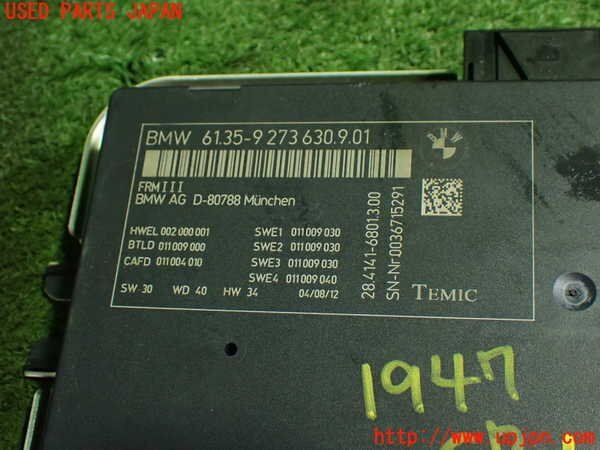 USED PARTS JAPAN
BMW 61.35-9 273 630.9.01
BMW
FRMIII
BMW AG D-80788 München
HWEL 002 000 001 SWE1 011 009 030
BTLD 011 009 000 SWE2 011 009 030
CAFD 011 004 010 SWE3 011 009 030
SWE4 011 009 040
SW 30 WD 40 HW 34 04/08/12
28.4141-6801.3.00
SN-Nr.0036715291
TEMIC
1947
http://www.upjpn.com/